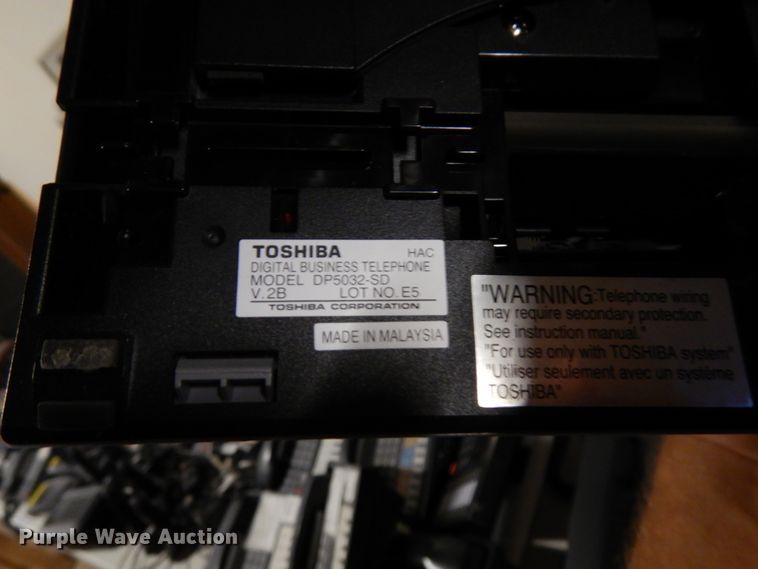 TOSHIBA HAC
DIGITAL BUSINESS TELEPHONE
MODEL DP5032-SD
V.2B LOT NO. E5
TOSHIBA CORPORATION
MADE IN MALAYSIA
"WARNING:Telephone wiring
may require secondary protection.
See instruction manual."
"For use only with TOSHIBA system"
"Utiliser seulement avec un système
TOSHIBA"
Purple Wave Auction